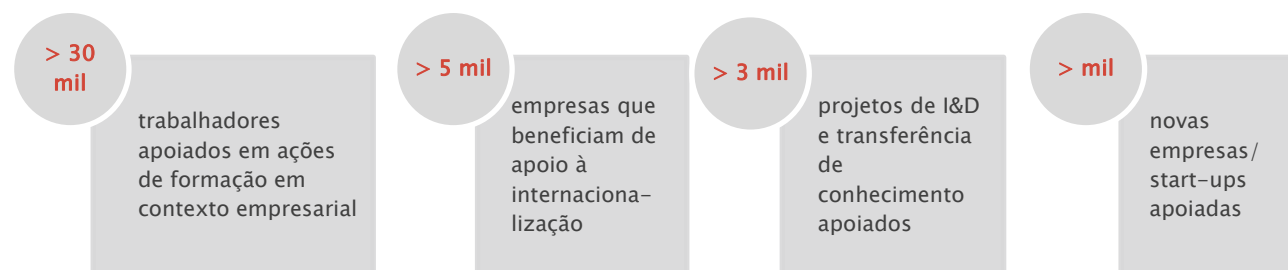 > 30
mil
trabalhadores
apoiados em ações
de formação em
contexto empresarial
> 5 mil
empresas que
beneficiam de
apoio à
internaciona-
lização
> 3 mil
projetos de I&D
e transferência
de
conhecimento
apoiados
> mil
novas
empresas/
start-ups
apoiadas